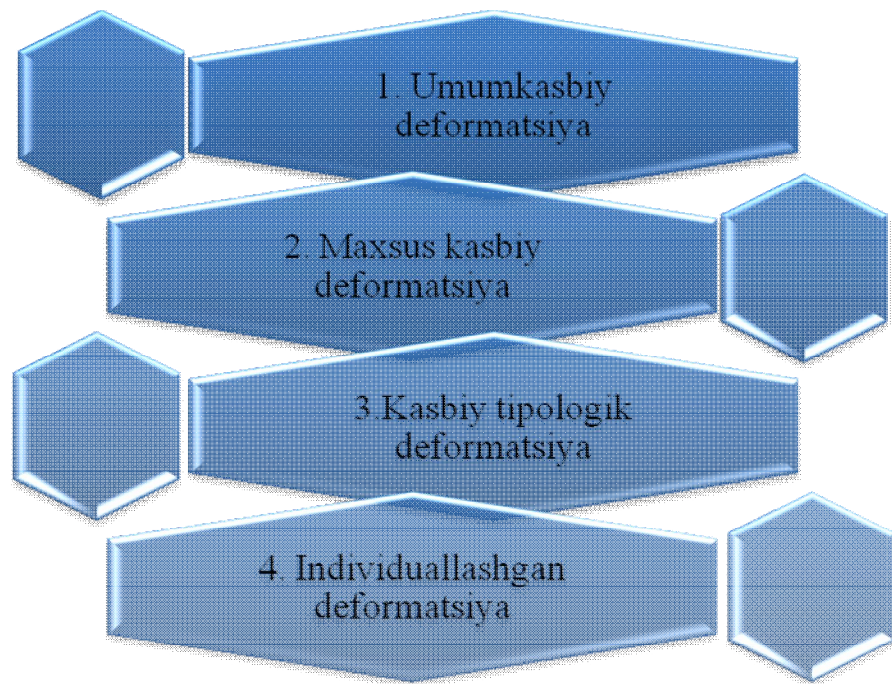 1. Umumkasbiy
deformatsiya
2. Maxsus kasbiy
deformatsiya
3.Kasbiy tipologik
deformatsiya
4. Individuallashgan
deformatsiya